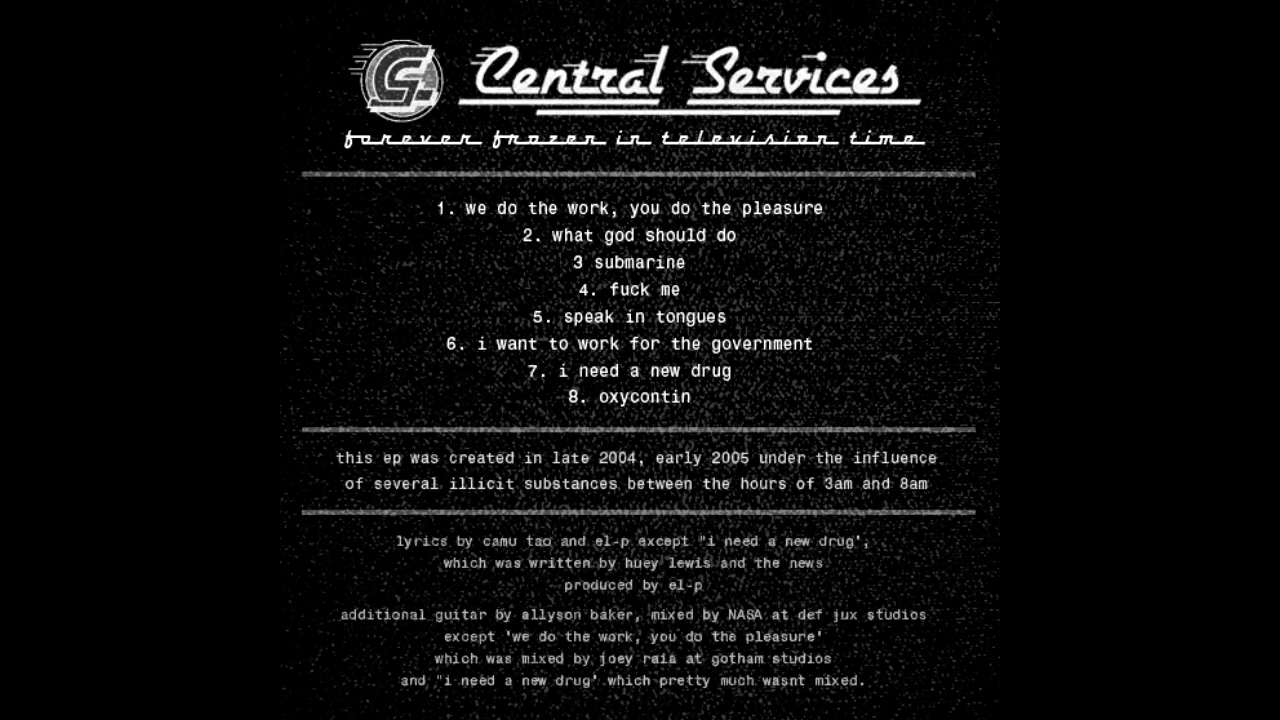 CS.
Central Services
forever frozen in television time
1. we do the work, you do the pleasure
2. what god should do
3 submarine
4. fuck me
5. speak in tongues
6. i want to work for the government
7. i need a new drug
8. oxycontin
this ep was created in late 2004, early 2005 under the influence
of several illicit substances between the hours of 3am and 8am
lyrics by camu tao and el-p except "i need a new drug',
which was written by huey lewis and the news
produced by el-p
additional guitar by allyson baker, mixed by NASA at def jux studios
except 'we do the work, you do the pleasure'
which was mixed by joey raia at gotham studios
and "i need a new drug' which pretty much wasnt mixed.